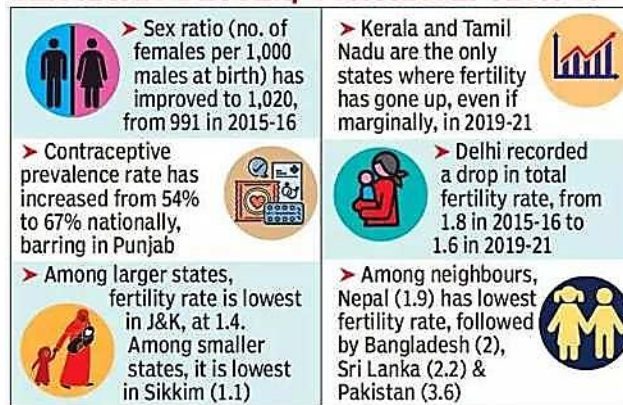 ➤ Sex ratio (no. of
females per 1,000
males at birth) has
improved to 1,020,
from 991 in 2015-16
➤ Kerala and Tamil
Nadu are the only
states where fertility
has gone up, even if
marginally, in 2019-21
➤ Contraceptive
prevalence rate has
increased from 54%
to 67% nationally,
barring in Punjab
➤ Delhi recorded
a drop in total
fertility rate, from
1.8 in 2015-16 to
1.6 in 2019-21
➤ Among larger states,
fertility rate is lowest
in J&K, at 1.4.
Among smaller
states, it is lowest
in Sikkim (1.1)
➤ Among neighbours,
Nepal (1.9) has lowest
fertility rate, followed
by Bangladesh (2),
Sri Lanka (2.2) &
Pakistan (3.6)